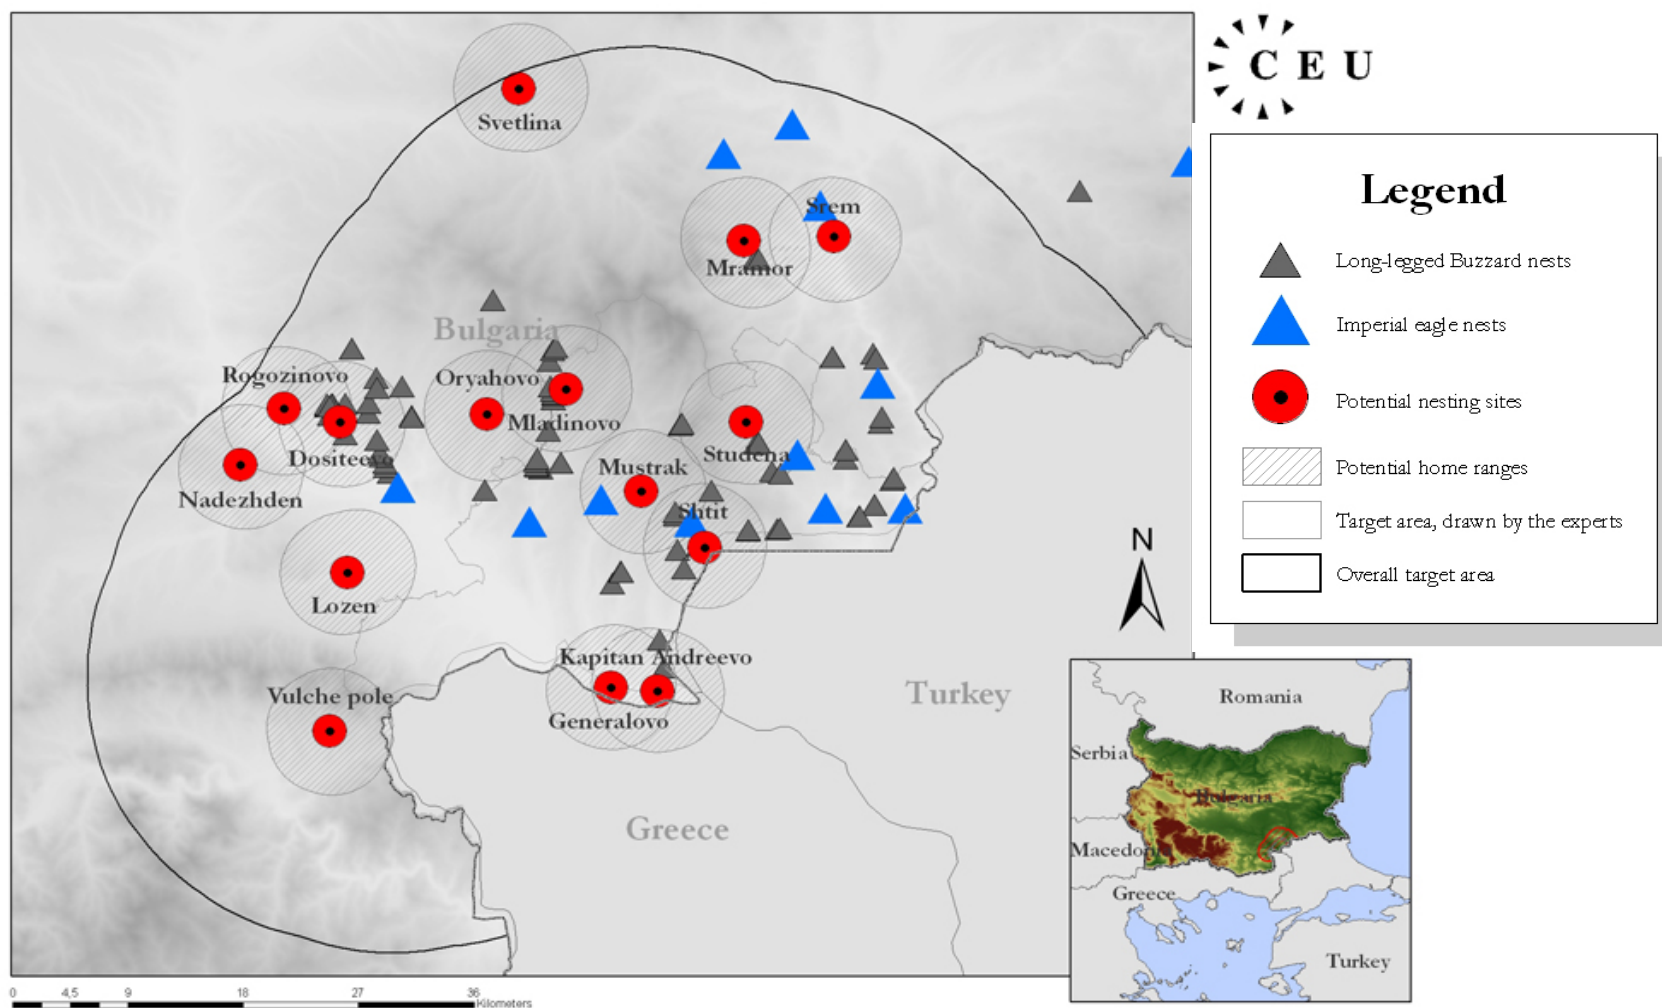 Svetlina
Srem
Mramor
Bulgaria
Rogozinovo
Oryahovo
Mladinovo
Dositeevo
Studena
Mustrak
Nadezhden
Shtit
Lozen
Kapitan Andreevo
Vulche pole
Generalovo
Turkey
Greece
N
0 4,5 9 18 27 36
Kilometers
C E U
Legend
Long-legged Buzzard nests
Imperial eagle nests
Potential nesting sites
Potential home ranges
Target area, drawn by the experts
Overall target area
Romania
Serbia
Bulgaria
Macedonia
Greece
Turkey